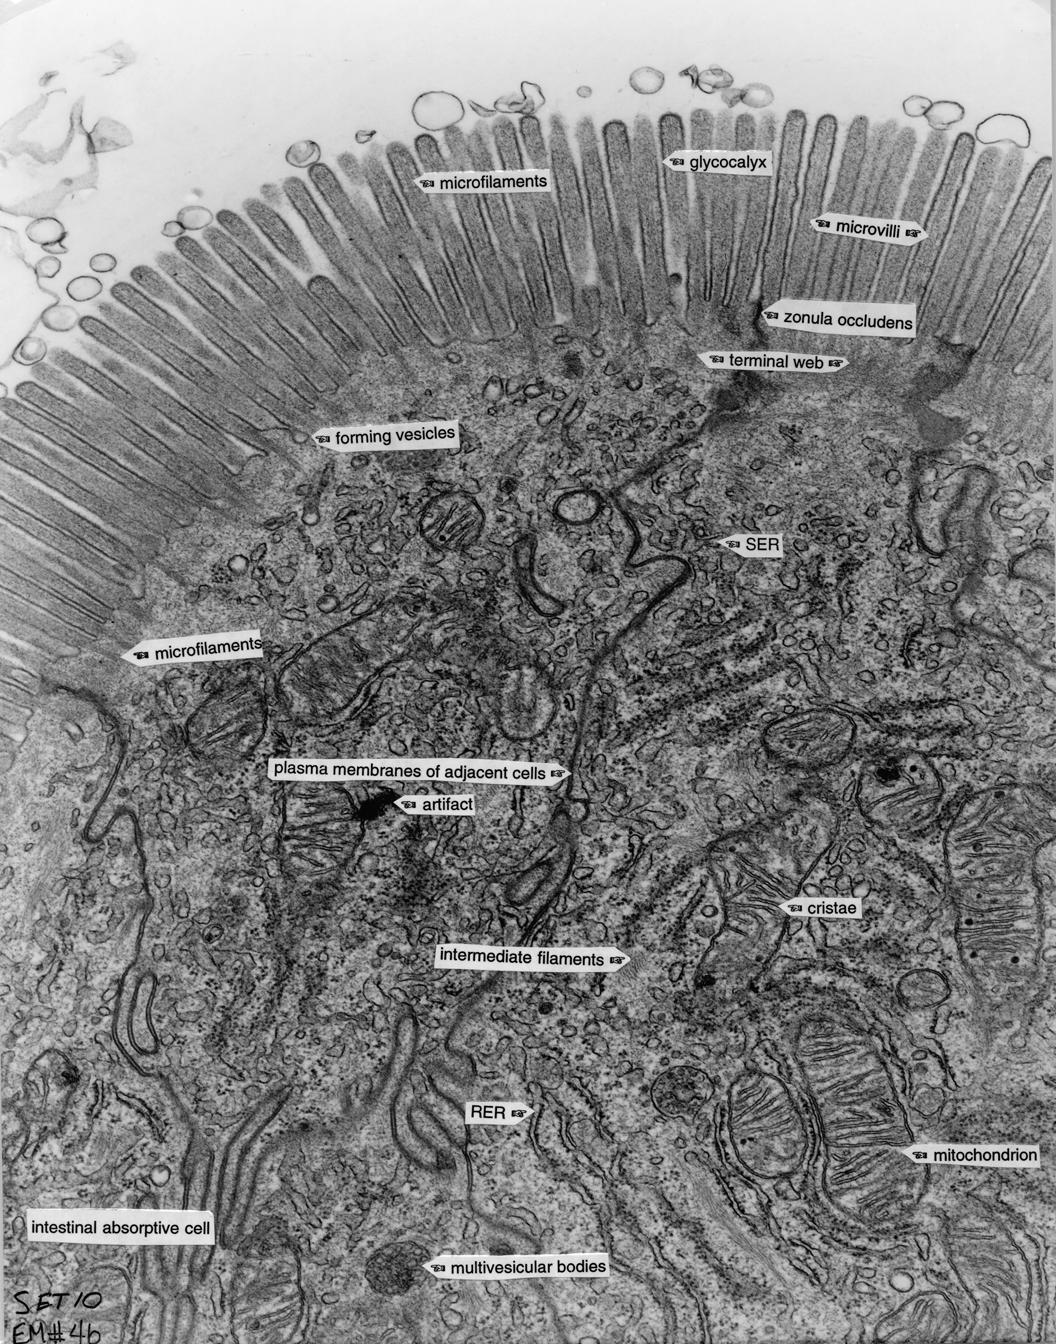 glycocalyx
microfilaments
microvilli
zonula occludens
terminal web
forming vesicles
SER
microfilaments
plasma membranes of adjacent cells
artifact
cristae
intermediate filaments
RER
mitochondrion
intestinal absorptive cell
multivesicular bodies
SET 10
EM# 46